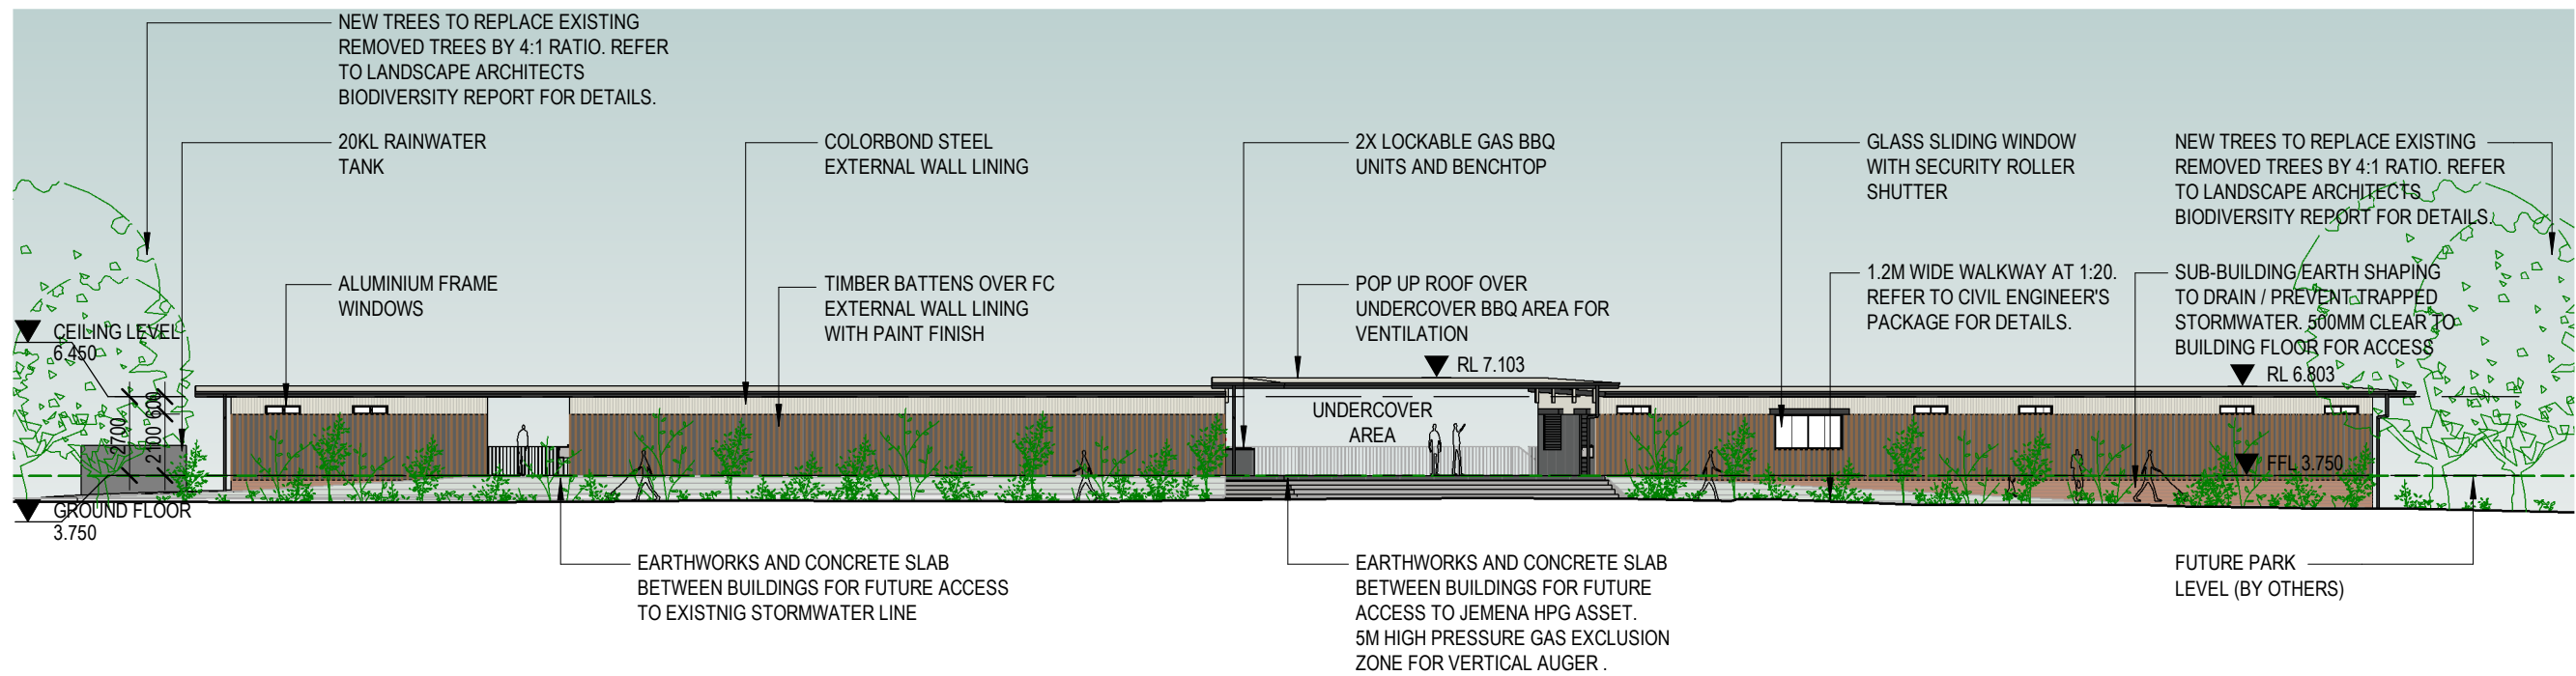 NEW TREES TO REPLACE EXISTING
REMOVED TREES BY 4:1 RATIO. REFER
TO LANDSCAPE ARCHITECTS
BIODIVERSITY REPORT FOR DETAILS.
20KL RAINWATER
TANK
COLORBOND STEEL
EXTERNAL WALL LINING
2X LOCKABLE GAS BBQ
UNITS AND BENCHTOP
GLASS SLIDING WINDOW
WITH SECURITY ROLLER
SHUTTER
NEW TREES TO REPLACE EXISTING
REMOVED TREES BY 4:1 RATIO. REFER
TO LANDSCAPE ARCHITECTS
BIODIVERSITY REPORT FOR DETAILS.
ALUMINIUM FRAME
WINDOWS
TIMBER BATTENS OVER FC
EXTERNAL WALL LINING
WITH PAINT FINISH
POP UP ROOF OVER
UNDERCOVER BBQ AREA FOR
VENTILATION
1.2M WIDE WALKWAY AT 1:20.
REFER TO CIVIL ENGINEER'S
PACKAGE FOR DETAILS.
SUB-BUILDING EARTH SHAPING
TO DRAIN / PREVENT TRAPPED
STORMWATER. 500MM CLEAR TO
BUILDING FLOOR FOR ACCESS
CEILING LEVEL
6.450
RL 7.103
RL 6.803
2700
2100 600
UNDERCOVER
AREA
FFL 3.750
GROUND FLOOR
3.750
EARTHWORKS AND CONCRETE SLAB
BETWEEN BUILDINGS FOR FUTURE ACCESS
TO EXISTNIG STORMWATER LINE
EARTHWORKS AND CONCRETE SLAB
BETWEEN BUILDINGS FOR FUTURE
ACCESS TO JEMENA HPG ASSET.
5M HIGH PRESSURE GAS EXCLUSION
ZONE FOR VERTICAL AUGER .
FUTURE PARK
LEVEL (BY OTHERS)